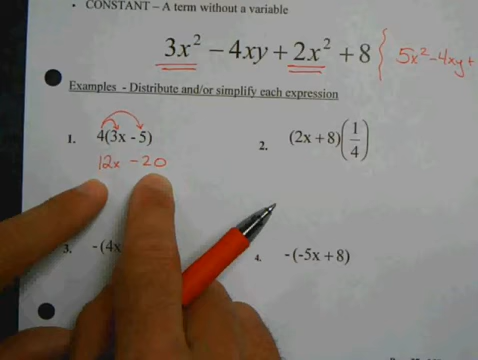 • CONSTANT – A term without a variable
3x² − 4xy + 2x² + 8 { 5x² − 4xy +
Examples - Distribute and/or simplify each expression
1. 4(3x - 5)
12x − 20
2. (2x + 8)(1/4)
3. -(4x
4. -(-5x + 8)